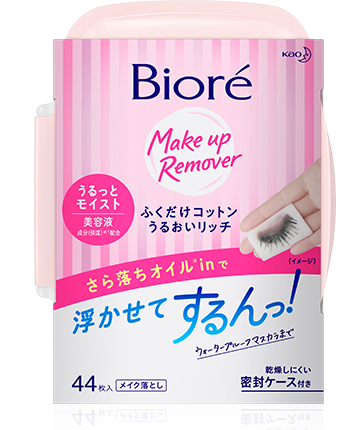 Kao
Bioré
Make up
Remover
うるっと
モイスト
美容液
成分(保湿)※1配合
ふくだけコットン
うるおいリッチ
(イメージ)
さら落ちオイル※inで
浮かせてするんっ!
ウォータープルーフマスカラまで
44枚入
メイク落とし
乾燥しにくい
密封ケース付き